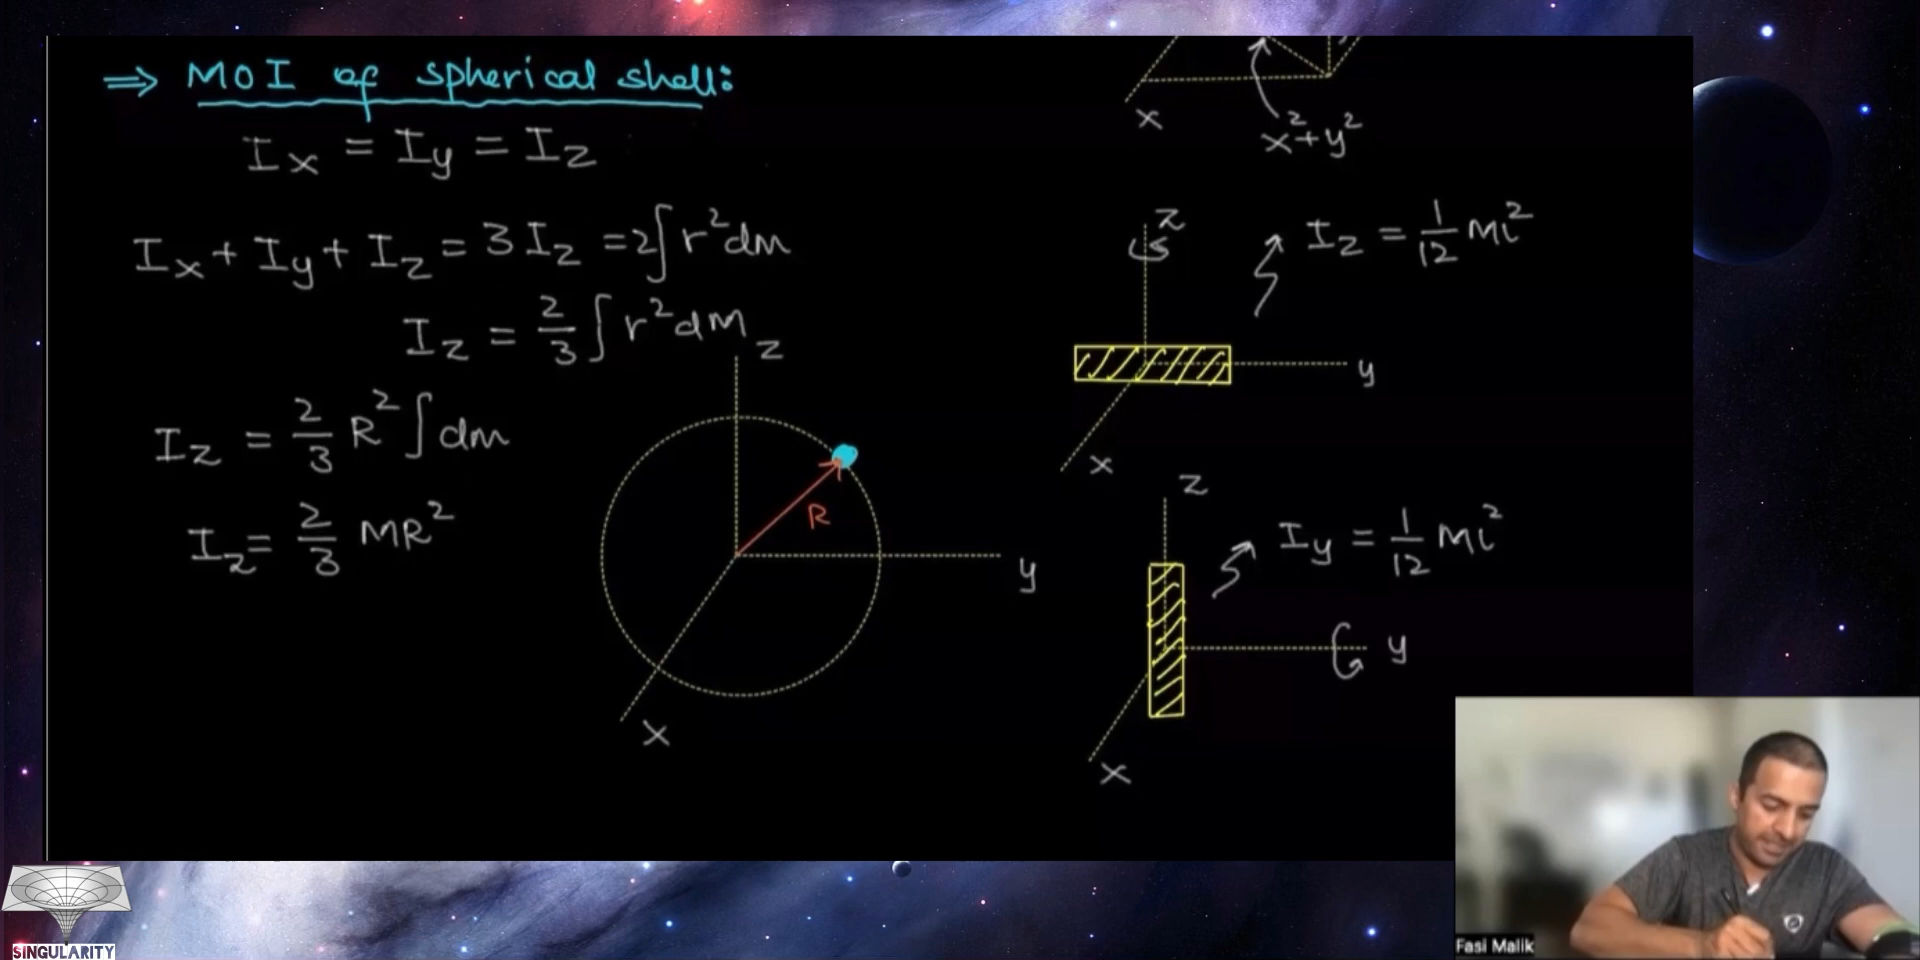 ⇒ MOI of spherical shell:
Ix = Iy = Iz
Ix + Iy + Iz = 3Iz = 2∫r²dm
Iz = 2/3 ∫r²dm
Iz = 2/3 R² ∫dm
Iz = 2/3 MR²
z
R
y
x
x
x²+y²
z
Iz = 1/12 Ml²
y
x
z
Iy = 1/12 Ml²
y
x
Fasi Malik
SINGULARITY